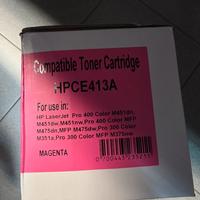 Compatible Toner Cartridge
HPCE413A
For use in:
HP LaserJet Pro 400 Color M451dn,
M451dw, M451nw,Pro 400 Color MFP
M475dn,MFP M475dw,Pro 300 Color
M351a,Pro 300 Color MFP M375nw
MAGENTA